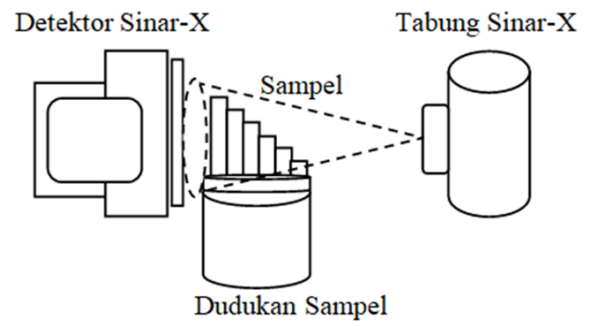 Detektor Sinar-X
Tabung Sinar-X
Sampel
Dudukan Sampel